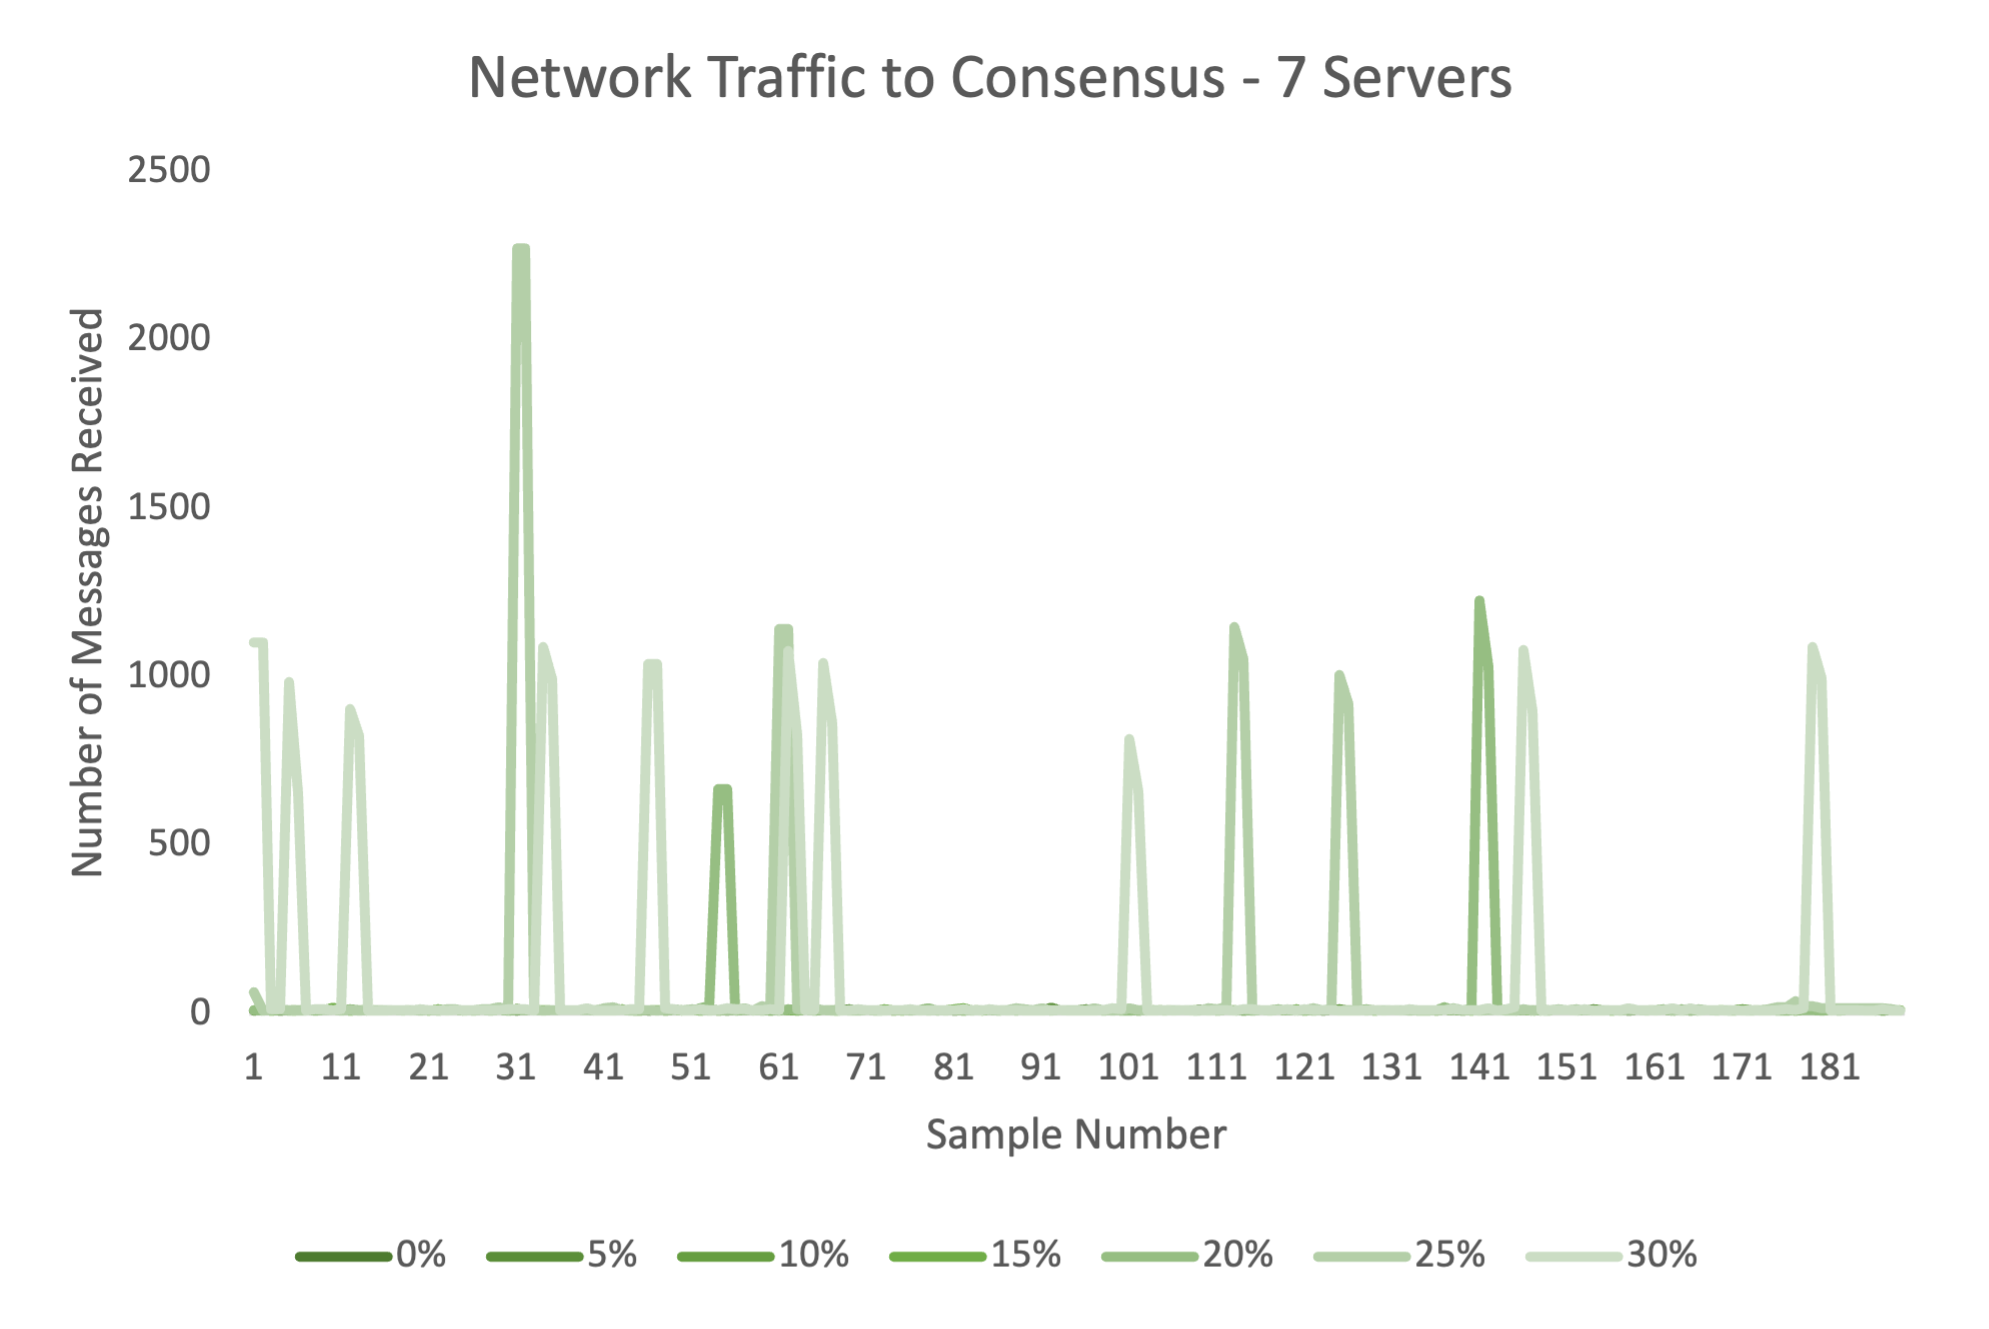 Network Traffic to Consensus - 7 Servers
2500
2000
1500
1000
500
0
Number of Messages Received
1 11 21 31 41 51 61 71 81 91 101 111 121 131 141 151 161 171 181
Sample Number
0% 5% 10% 15% 20% 25% 30%